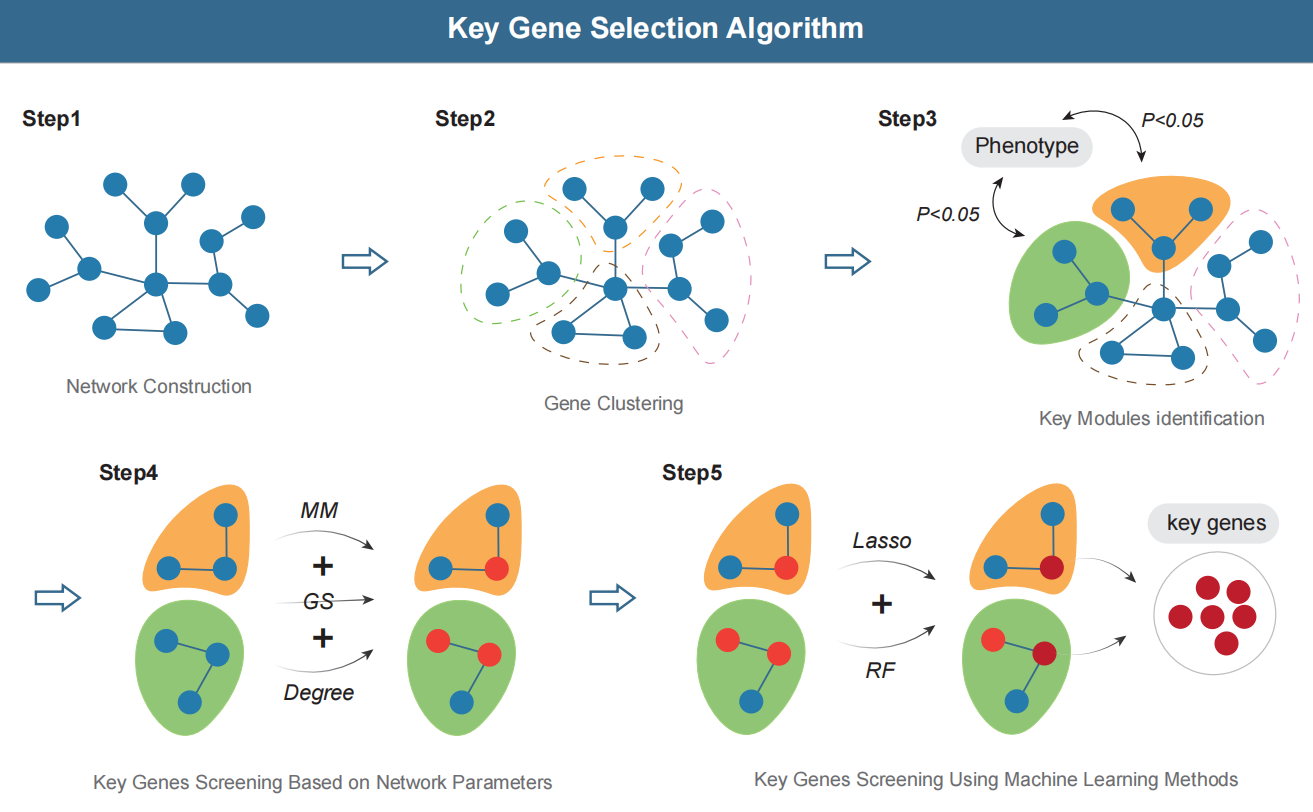 Key Gene Selection Algorithm
Step1
Network Construction
Step2
Gene Clustering
Step3
Phenotype
P<0.05
P<0.05
Key Modules identification
Step4
MM
+
GS
+
Degree
Key Genes Screening Based on Network Parameters
Step5
Lasso
+
RF
key genes
Key Genes Screening Using Machine Learning Methods